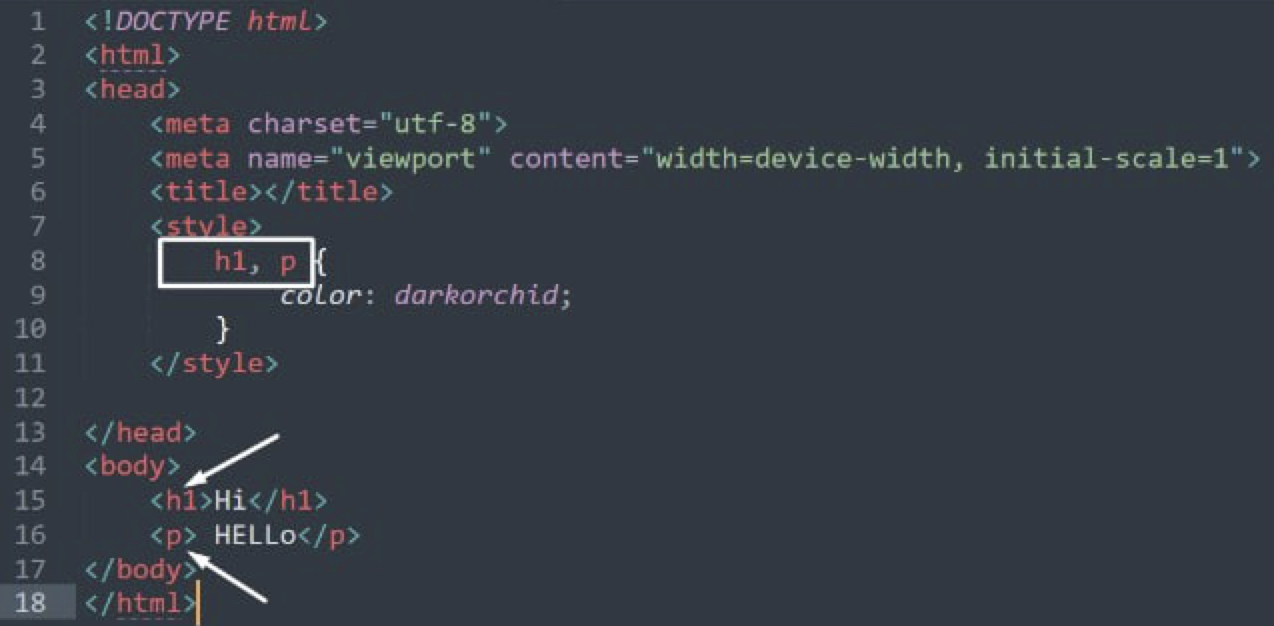 1 <!DOCTYPE html>
2 <html>
3 <head>
4     <meta charset="utf-8">
5     <meta name="viewport" content="width=device-width, initial-scale=1">
6     <title></title>
7     <style>
8         h1, p {
9             color: darkorchid;
10         }
11     </style>
12
13 </head>
14 <body>
15     <h1>Hi</h1>
16     <p> HELLo</p>
17 </body>
18 </html>